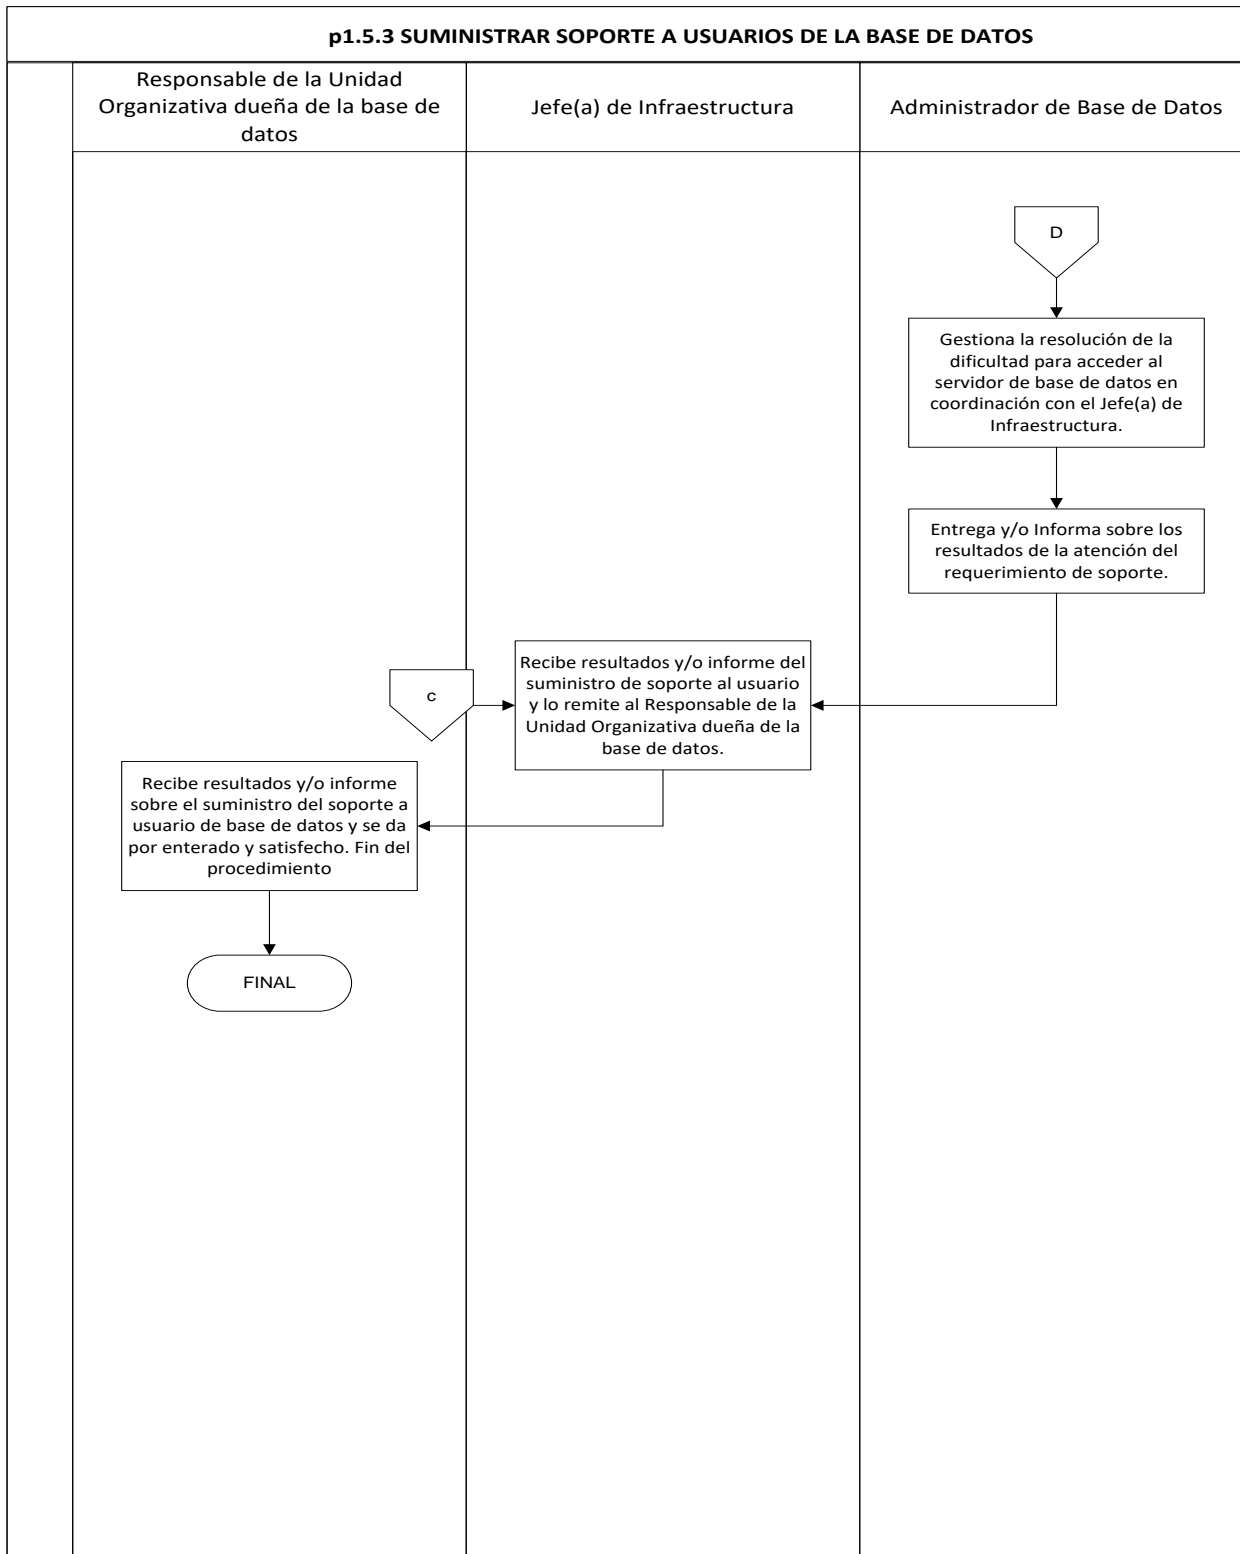 p1.5.3 SUMINISTRAR SOPORTE A USUARIOS DE LA BASE DE DATOS
Responsable de la Unidad
Organizativa dueña de la base de
datos
Jefe(a) de Infraestructura
Administrador de Base de Datos
D
Gestiona la resolución de la
dificultad para acceder al
servidor de base de datos en
coordinación con el Jefe(a) de
Infraestructura.
Entrega y/o Informa sobre los
resultados de la atención del
requerimiento de soporte.
c
Recibe resultados y/o informe del
suministro de soporte al usuario
y lo remite al Responsable de la
Unidad Organizativa dueña de la
base de datos.
Recibe resultados y/o informe
sobre el suministro del soporte a
usuario de base de datos y se da
por enterado y satisfecho. Fin del
procedimiento
FINAL